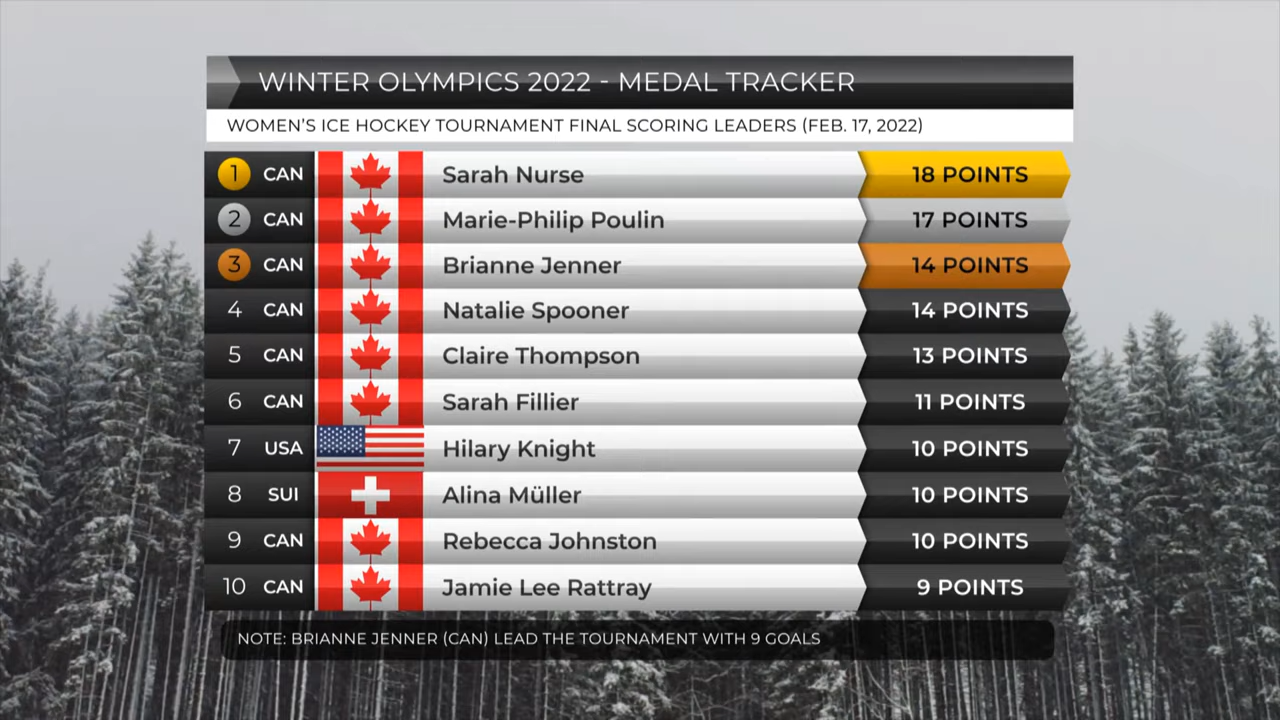 WINTER OLYMPICS 2022 - MEDAL TRACKER
WOMEN'S ICE HOCKEY TOURNAMENT FINAL SCORING LEADERS (FEB. 17, 2022)
1 CAN Sarah Nurse 18 POINTS
2 CAN Marie-Philip Poulin 17 POINTS
3 CAN Brianne Jenner 14 POINTS
4 CAN Natalie Spooner 14 POINTS
5 CAN Claire Thompson 13 POINTS
6 CAN Sarah Fillier 11 POINTS
7 USA Hilary Knight 10 POINTS
8 SUI Alina Müller 10 POINTS
9 CAN Rebecca Johnston 10 POINTS
10 CAN Jamie Lee Rattray 9 POINTS
NOTE: BRIANNE JENNER (CAN) LEAD THE TOURNAMENT WITH 9 GOALS